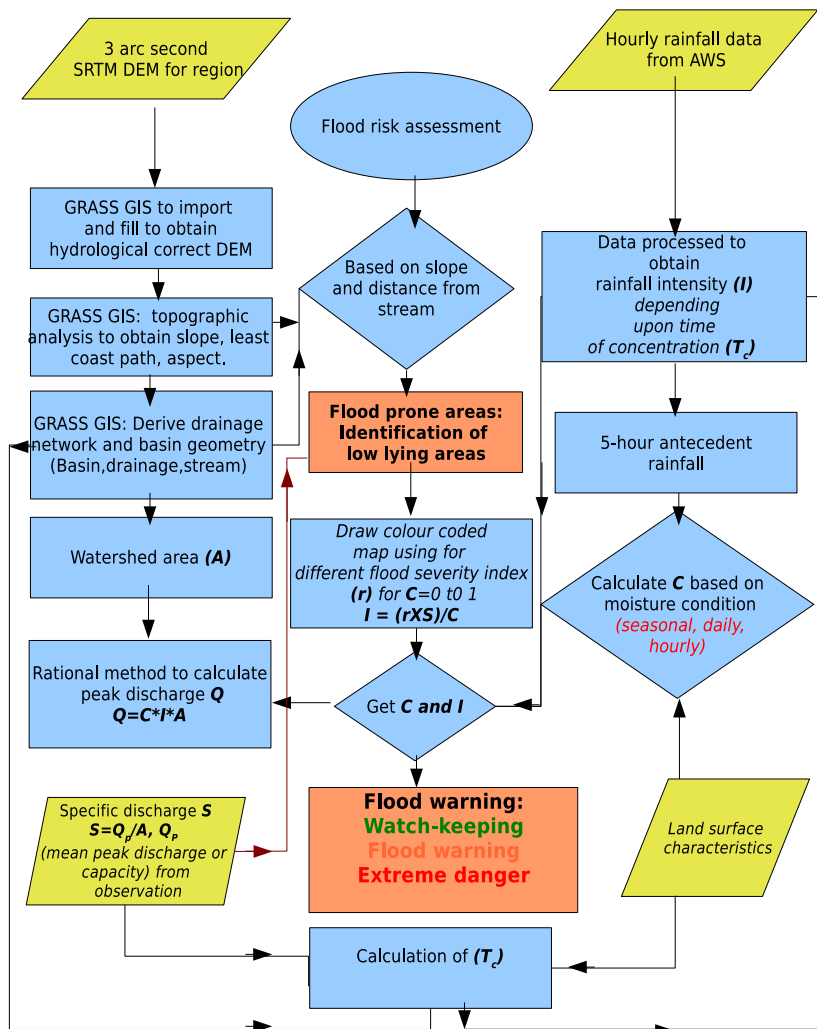 3 arc second
SRTM DEM for region
Hourly rainfall data
from AWS
Flood risk assessment
GRASS GIS to import
and fill to obtain
hydrological correct DEM
Based on slope
and distance from
stream
Data processed to
obtain
rainfall intensity (I)
depending
upon time
of concentration (Tc)
GRASS GIS: topographic
analysis to obtain slope, least
coast path, aspect.
GRASS GIS: Derive drainage
network and basin geometry
(Basin,drainage,stream)
Flood prone areas:
Identification of
low lying areas
5-hour antecedent
rainfall
Watershed area (A)
Draw colour coded
map using for
different flood severity index
(r) for C=0 t0 1
I = (rXS)/C
Calculate C based on
moisture condition
(seasonal, daily,
hourly)
Rational method to calculate
peak discharge Q
Q=C*I*A
Get C and I
Specific discharge S
S=Qp/A, QP
(mean peak discharge or
capacity) from
observation
Flood warning:
Watch-keeping
Flood warning
Extreme danger
Land surface
characteristics
Calculation of (Tc)